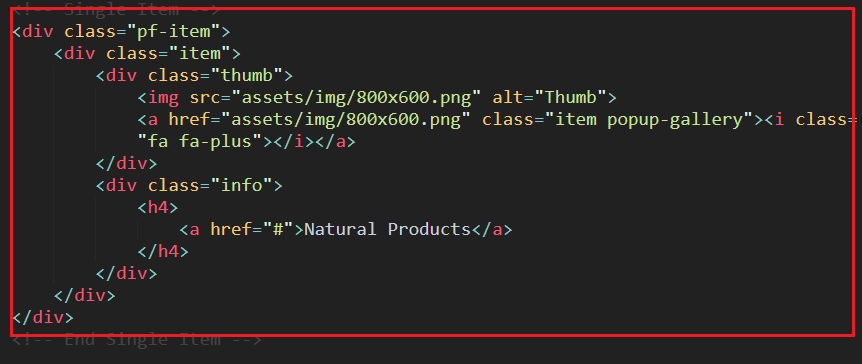 <!-- Single Item -->
<div class="pf-item">
    <div class="item">
        <div class="thumb">
            <img src="assets/img/800x600.png" alt="Thumb">
            <a href="assets/img/800x600.png" class="item popup-gallery"><i class=
            "fa fa-plus"></i></a>
        </div>
        <div class="info">
            <h4>
                <a href="#">Natural Products</a>
            </h4>
        </div>
    </div>
</div>
<!-- End Single Item -->